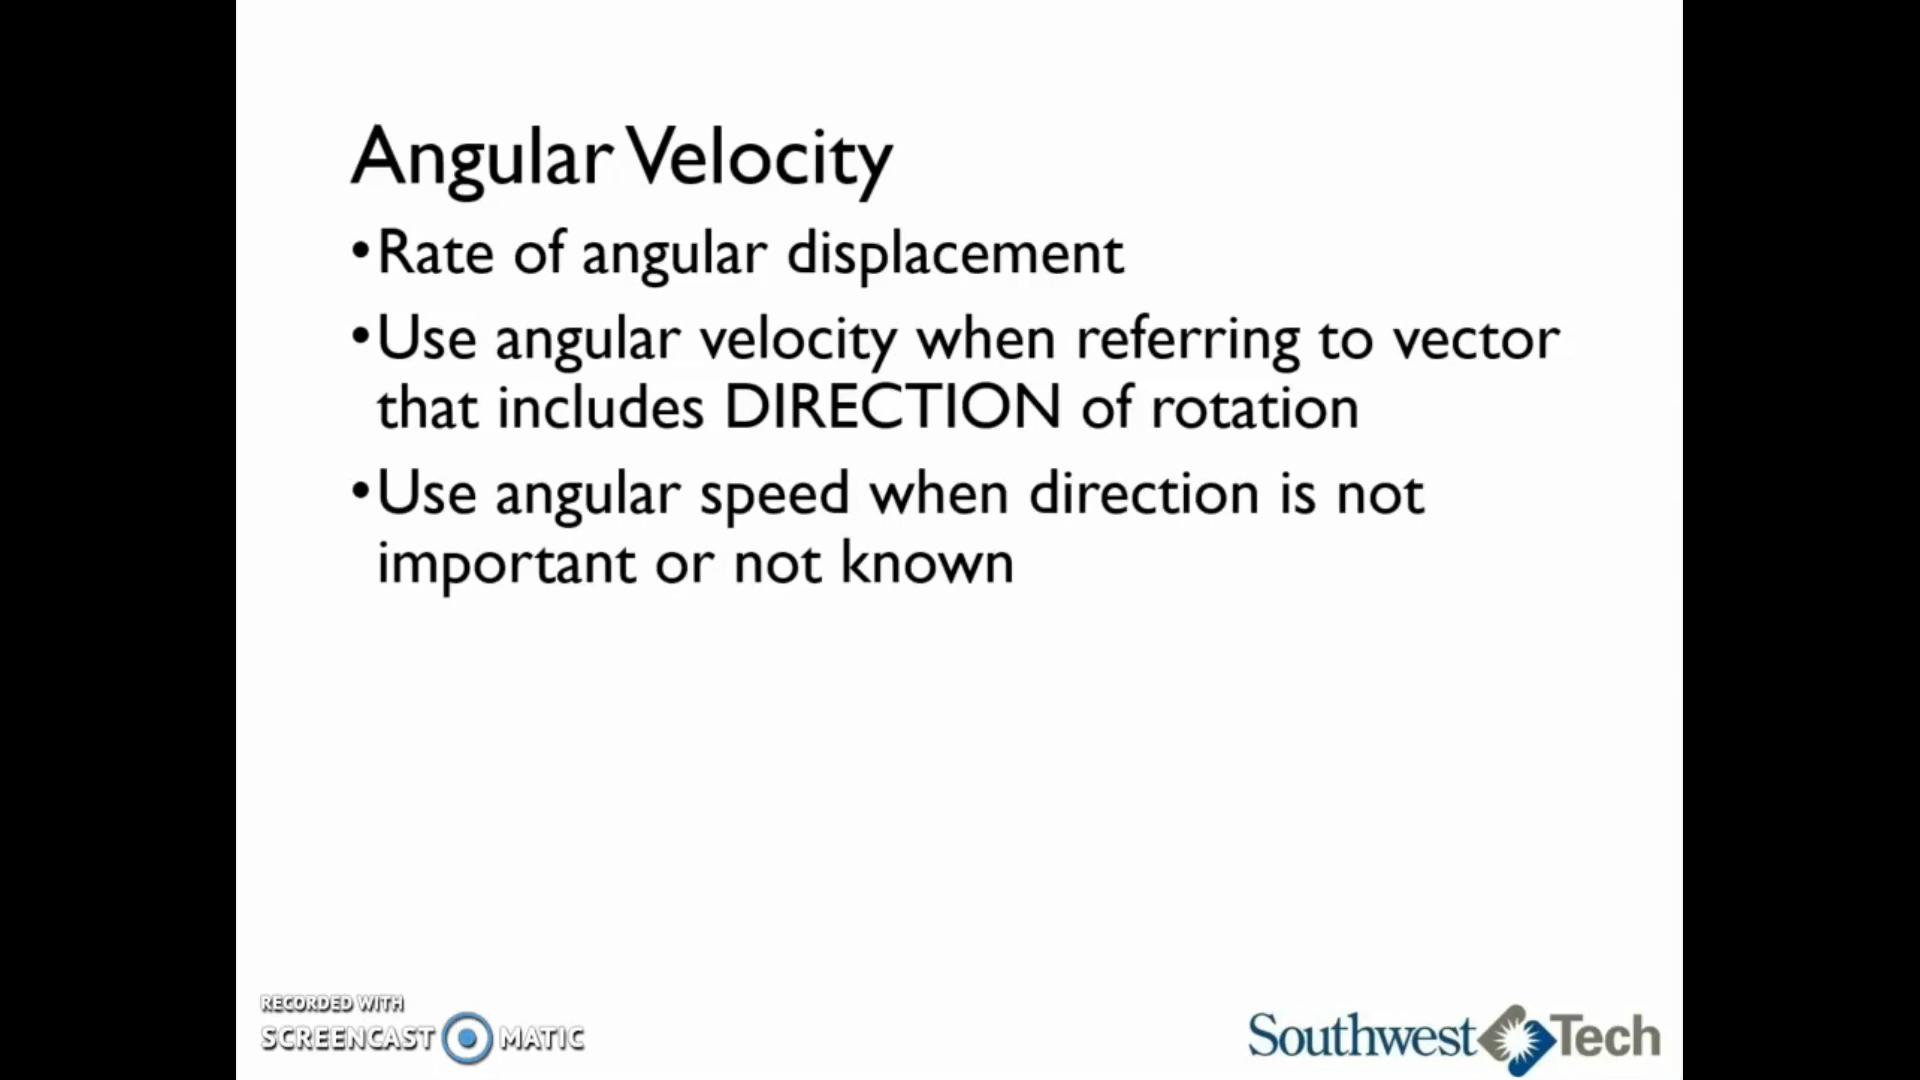 Angular Velocity
•Rate of angular displacement
•Use angular velocity when referring to vector
that includes DIRECTION of rotation
•Use angular speed when direction is not
important or not known
RECORDED WITH
SCREENCAST MATIC
Southwest Tech